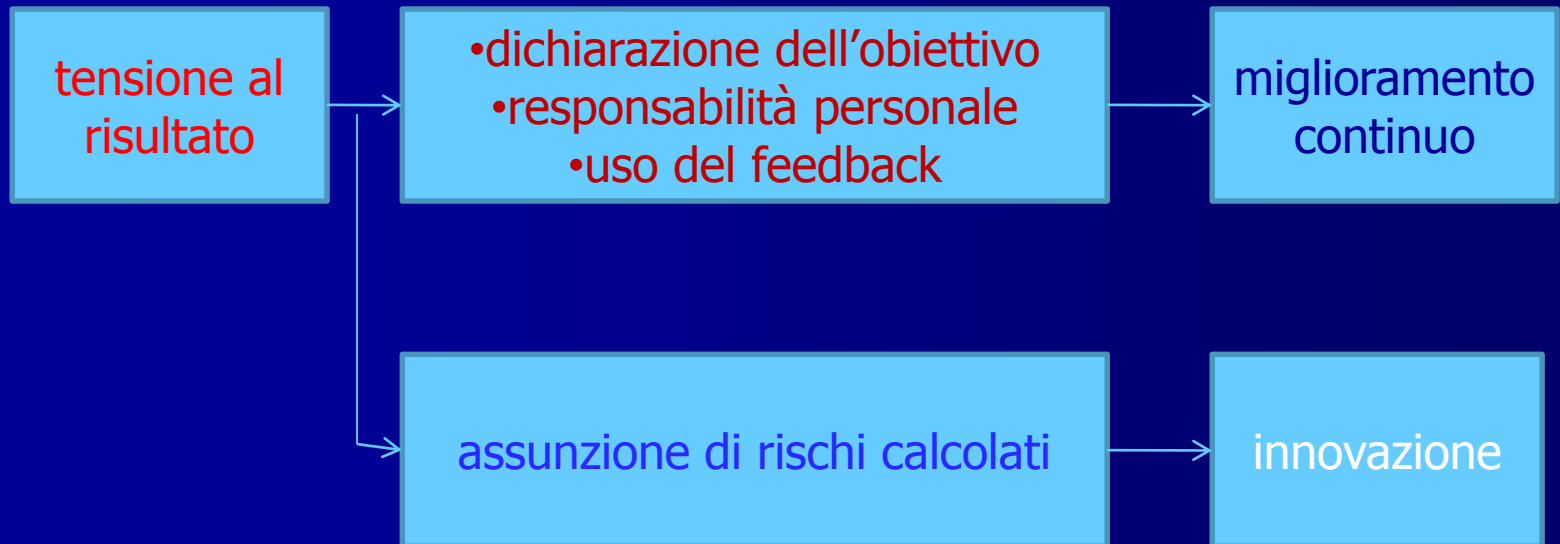 tensione al
risultato
•dichiarazione dell’obiettivo
•responsabilità personale
•uso del feedback
miglioramento
continuo
assunzione di rischi calcolati
innovazione